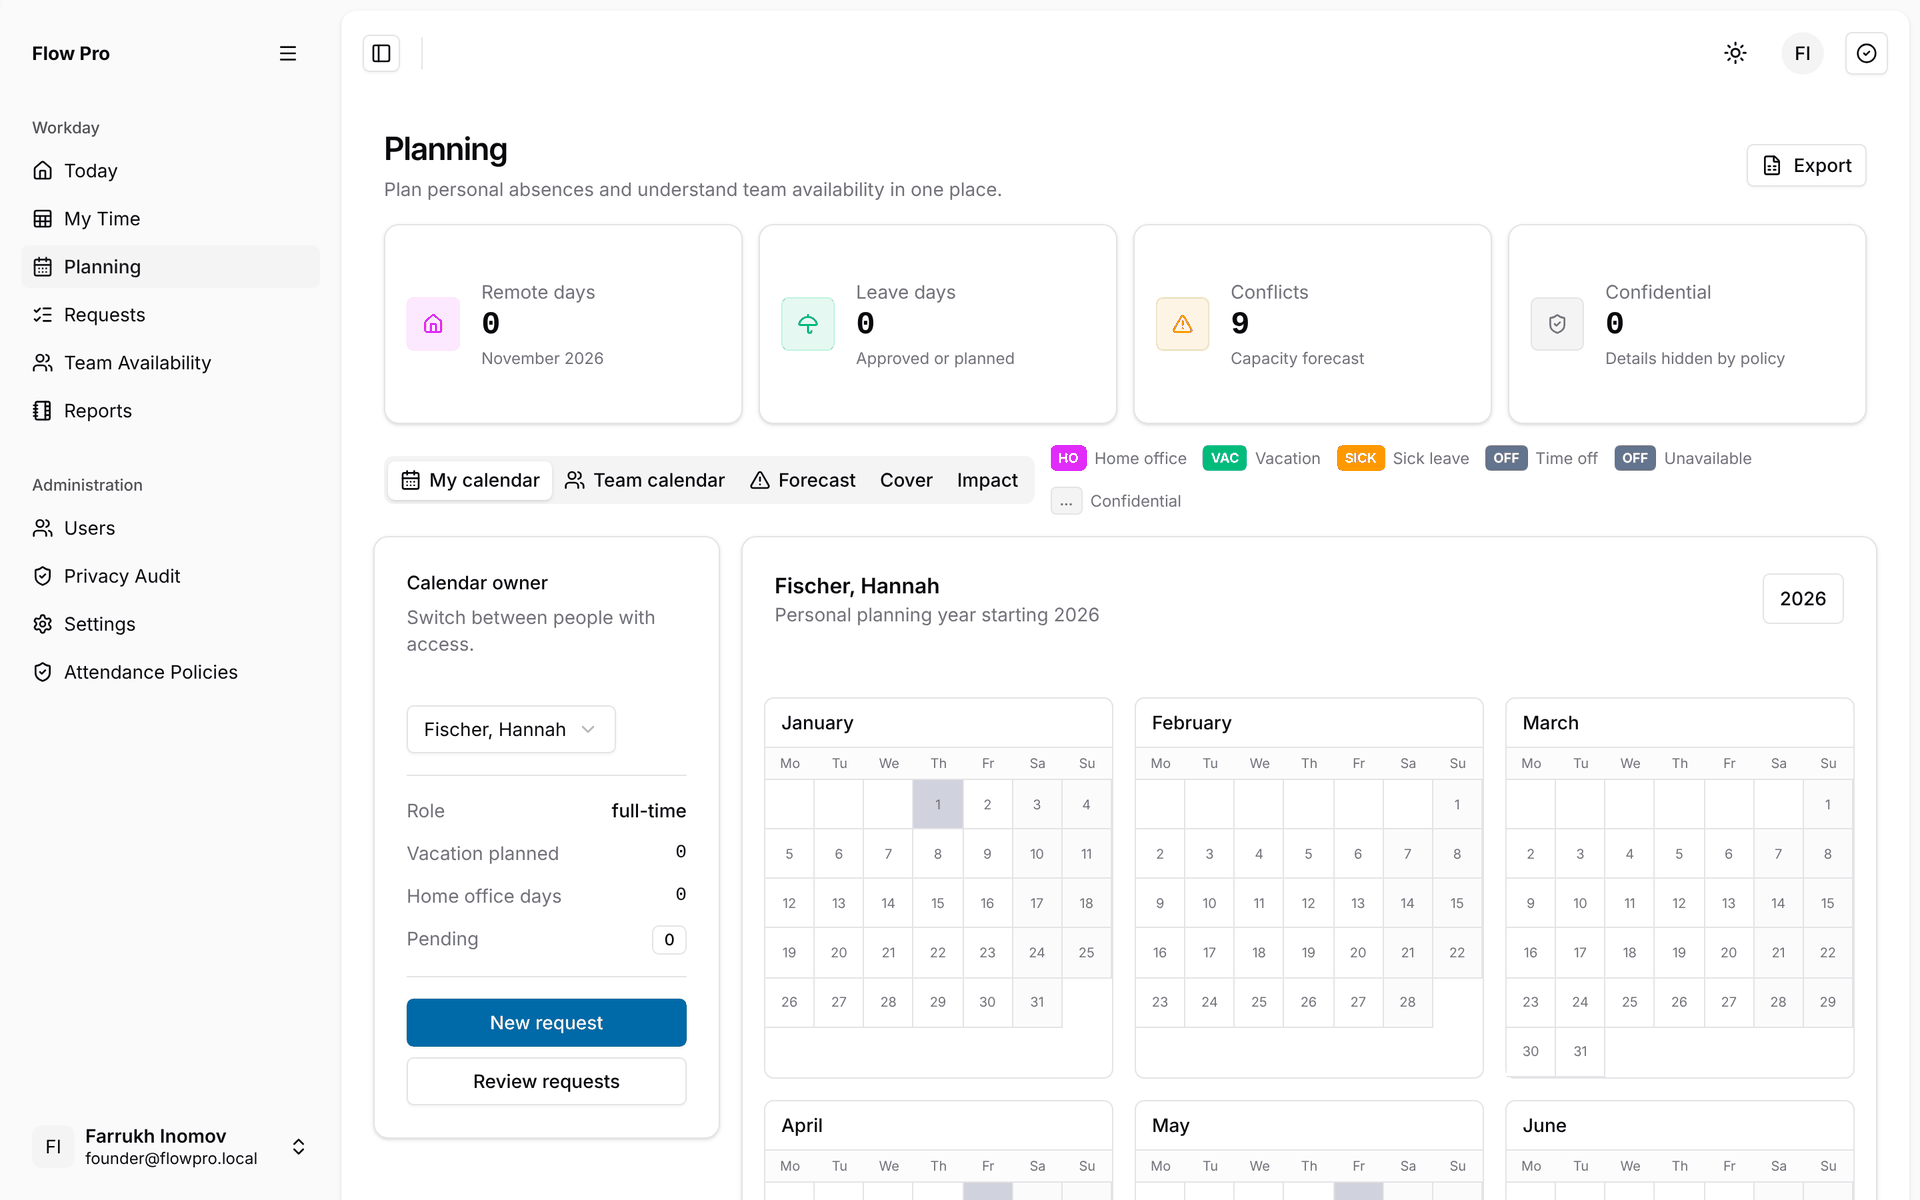 Flow Pro
Workday
Today
My Time
Planning
Requests
Team Availability
Reports
Administration
Users
Privacy Audit
Settings
Attendance Policies
FI
Farrukh Inomov
founder@flowpro.local
FI
Planning
Plan personal absences and understand team availability in one place.
Export
Remote days
0
November 2026
Leave days
0
Approved or planned
Conflicts
9
Capacity forecast
Confidential
0
Details hidden by policy
My calendar
Team calendar
Forecast
Cover
Impact
HO Home office
VAC Vacation
SICK Sick leave
OFF Time off
OFF Unavailable
... Confidential
Calendar owner
Switch between people with
access.
Fischer, Hannah
Role full-time
Vacation planned 0
Home office days 0
Pending 0
New request
Review requests
Fischer, Hannah
Personal planning year starting 2026
2026
January
Mo Tu We Th Fr Sa Su
1 2 3 4
5 6 7 8 9 10 11
12 13 14 15 16 17 18
19 20 21 22 23 24 25
26 27 28 29 30 31
February
Mo Tu We Th Fr Sa Su
1
2 3 4 5 6 7 8
9 10 11 12 13 14 15
16 17 18 19 20 21 22
23 24 25 26 27 28
March
Mo Tu We Th Fr Sa Su
1
2 3 4 5 6 7 8
9 10 11 12 13 14 15
16 17 18 19 20 21 22
23 24 25 26 27 28 29
30 31
April
Mo Tu We Th Fr Sa Su
May
Mo Tu We Th Fr Sa Su
June
Mo Tu We Th Fr Sa Su